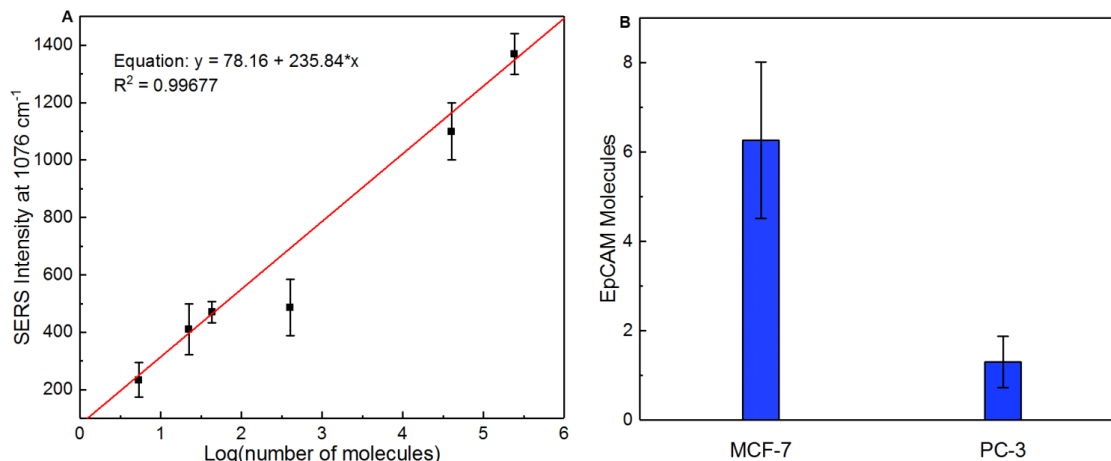 A
Equation: y = 78.16 + 235.84*x
R² = 0.99677
SERS Intensity at 1076 cm⁻¹
1400
1200
1000
800
600
400
200
0 1 2 3 4 5 6
Log(number of molecules)
B
EpCAM Molecules
8
6
4
2
0
MCF-7 PC-3